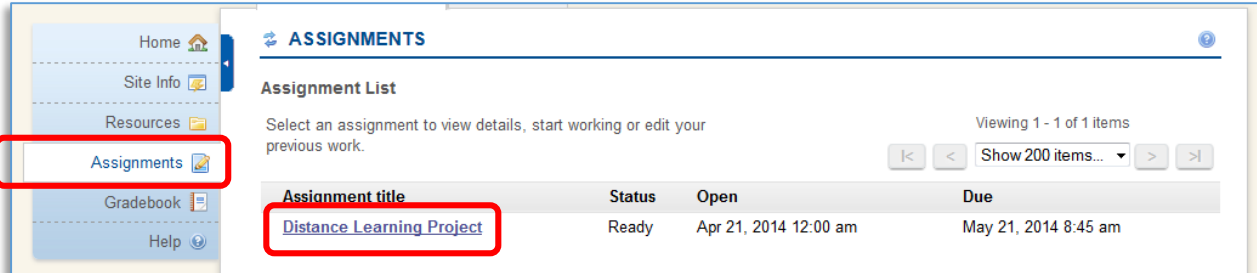 Home
Site Info
Resources
Assignments
Gradebook
Help
ASSIGNMENTS
Assignment List
Select an assignment to view details, start working or edit your
previous work.
Viewing 1 - 1 of 1 items
|< < Show 200 items... > >|
Assignment title Status Open Due
Distance Learning Project Ready Apr 21, 2014 12:00 am May 21, 2014 8:45 am